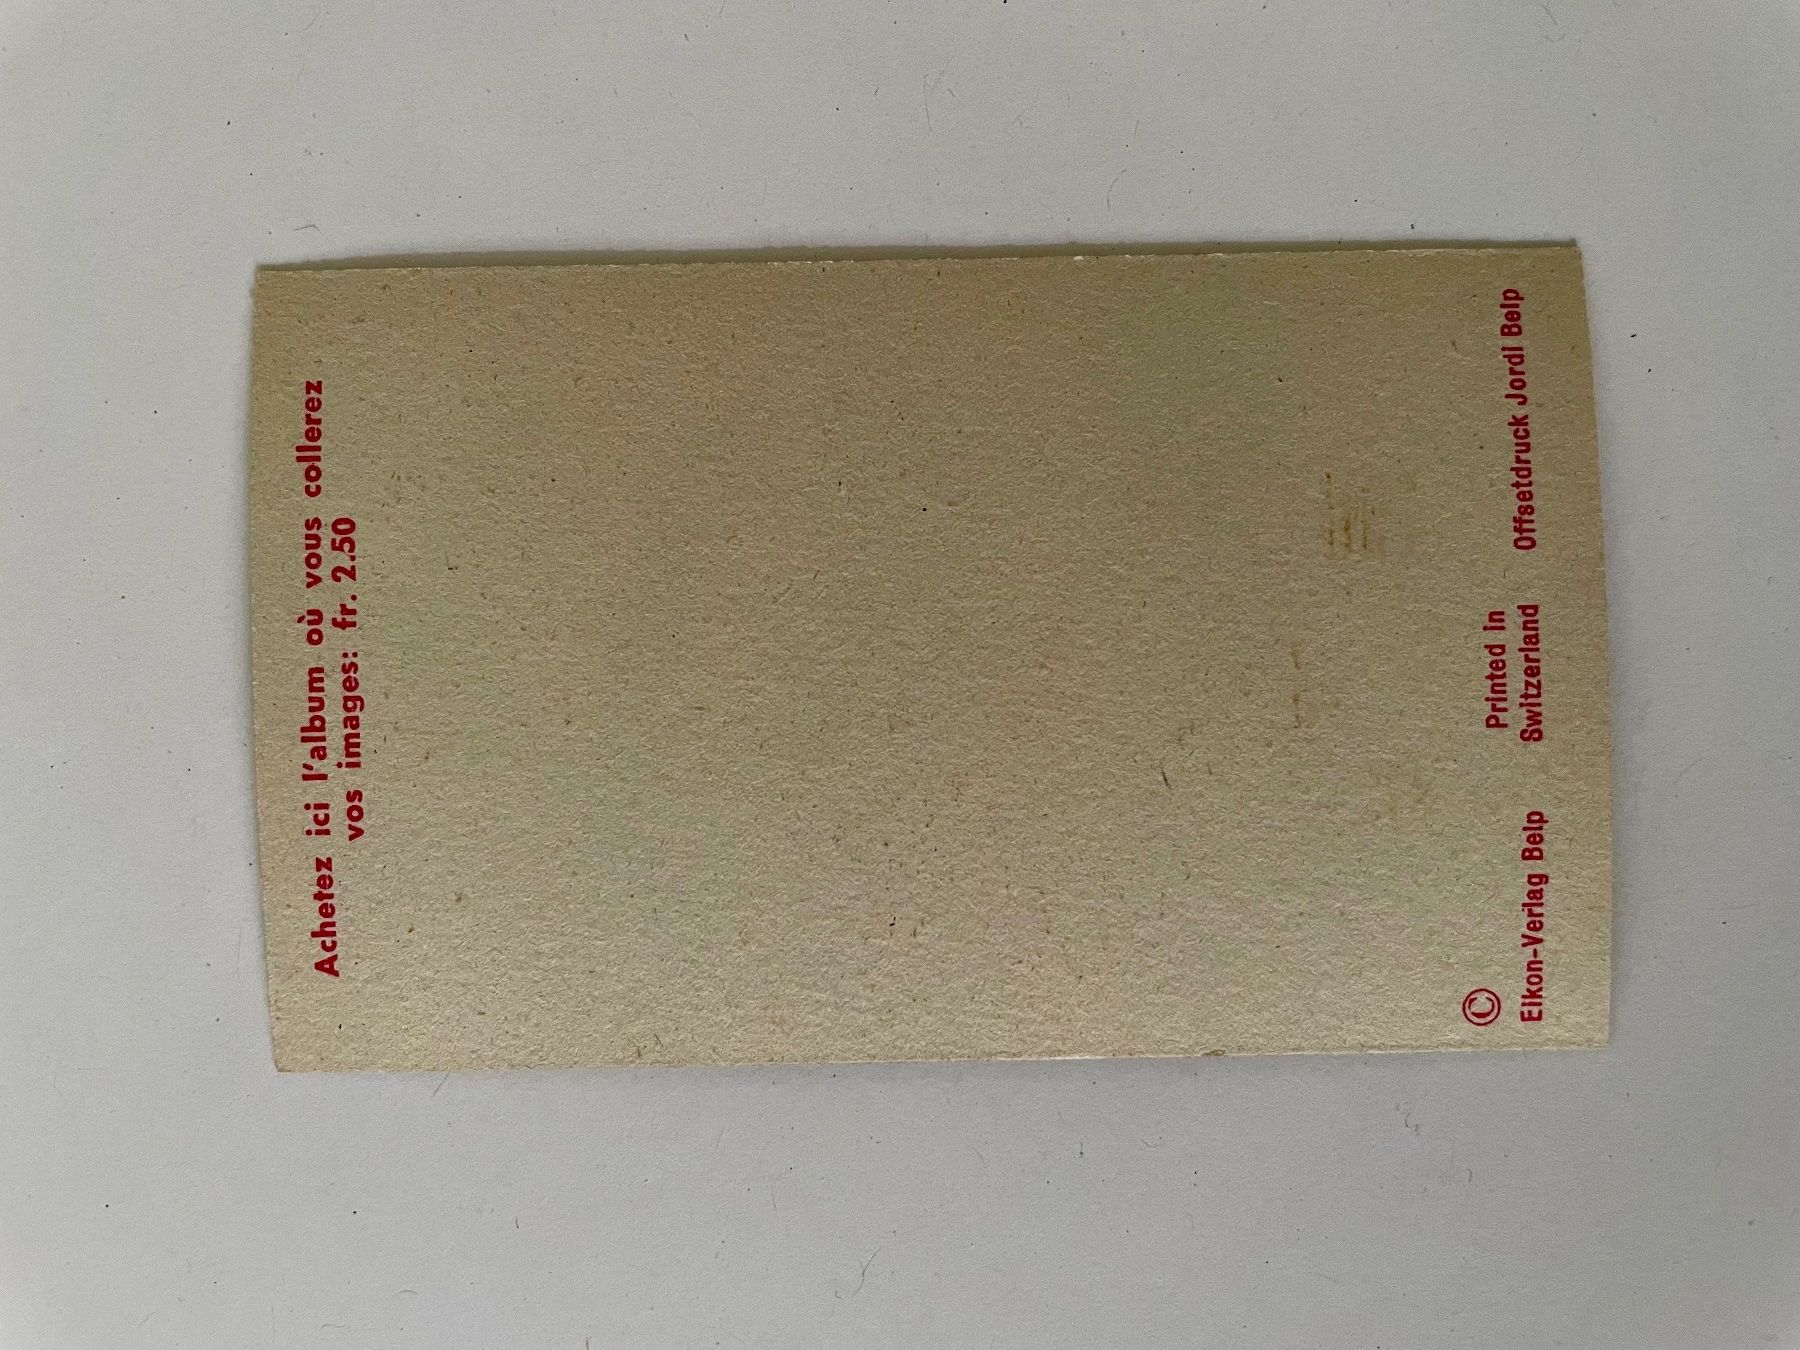 Achetez ici l'album où vous collerez
vos images: fr. 2.50
©
Eikon-Verlag Belp
Printed in
Switzerland
Offsetdruck Jordi Belp